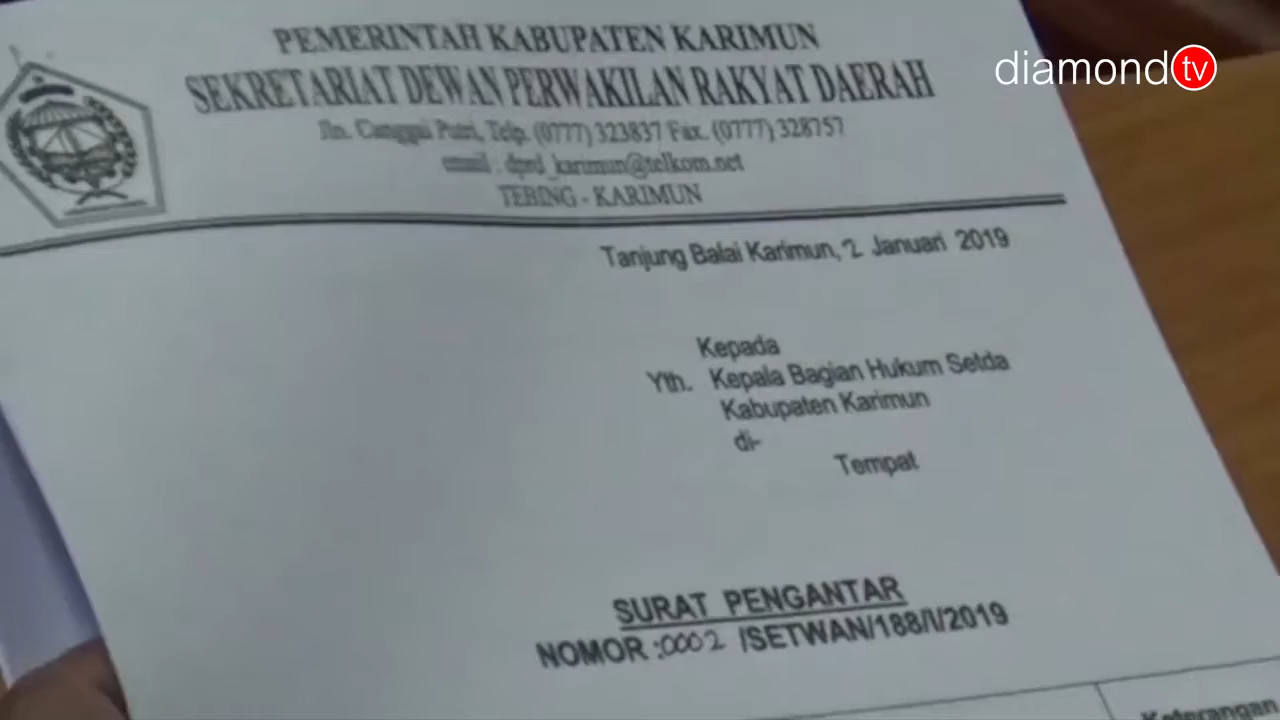 PEMERINTAH KABUPATEN KARIMUN
SEKRETARIAT DEWAN PERWAKILAN RAKYAT DAERAH
Jln. Canggai Putri, Telp. (0777) 323837 Fax. (0777) 328757
email : dprd_karimun@telkom.net
TEBING - KARIMUN
diamondtv
Tanjung Balai Karimun, 2 Januari 2019
Kepada
Yth. Kepala Bagian Hukum Setda
Kabupaten Karimun
di-
Tempat
SURAT PENGANTAR
NOMOR :0002 /SETWAN/188/I/2019
Keterangan